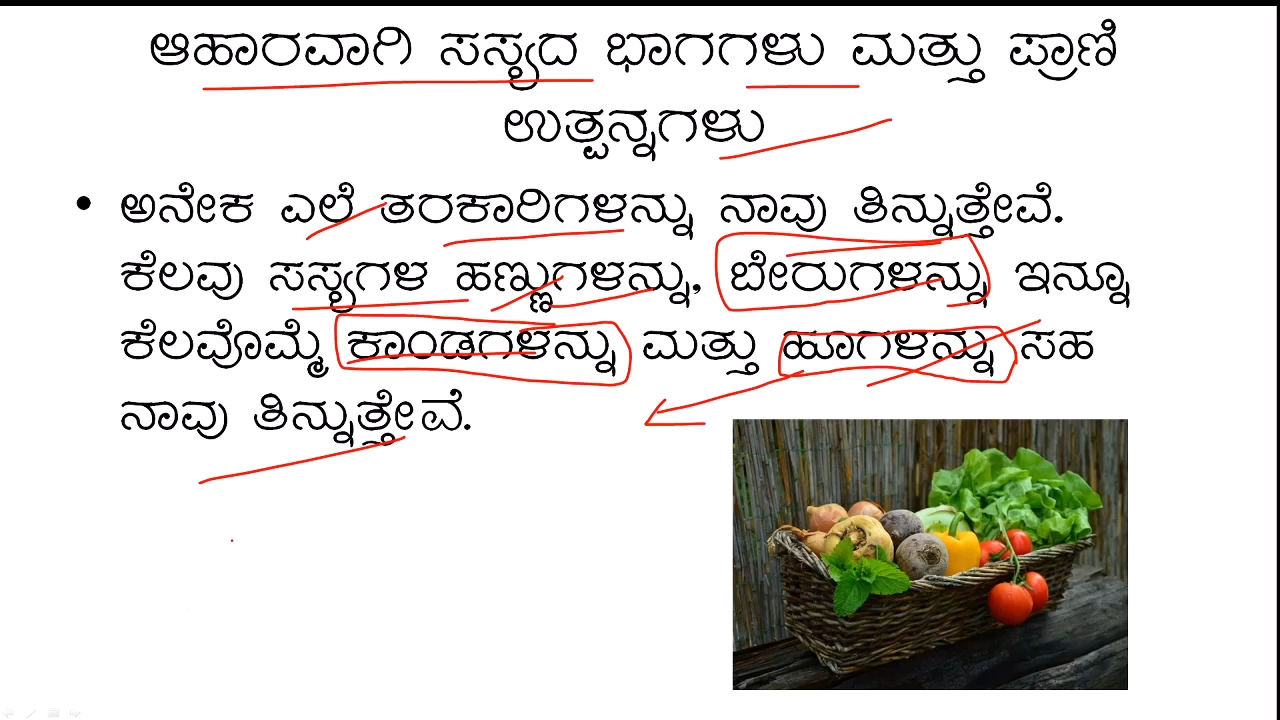 ಆಹಾರವಾಗಿ ಸಸ್ಯದ ಭಾಗಗಳು ಮತ್ತು ಪ್ರಾಣಿ
ಉತ್ಪನ್ನಗಳು
• ಅನೇಕ ಎಲೆ ತರಕಾರಿಗಳನ್ನು ನಾವು ತಿನ್ನುತ್ತೇವೆ.
ಕೆಲವು ಸಸ್ಯಗಳ ಹಣ್ಣುಗಳನ್ನು, ಬೇರುಗಳನ್ನು ಇನ್ನೂ
ಕೆಲವೊಮ್ಮೆ ಕಾಂಡಗಳನ್ನು ಮತ್ತು ಹೂಗಳನ್ನು ಸಹ
ನಾವು ತಿನ್ನುತ್ತೇವೆ.